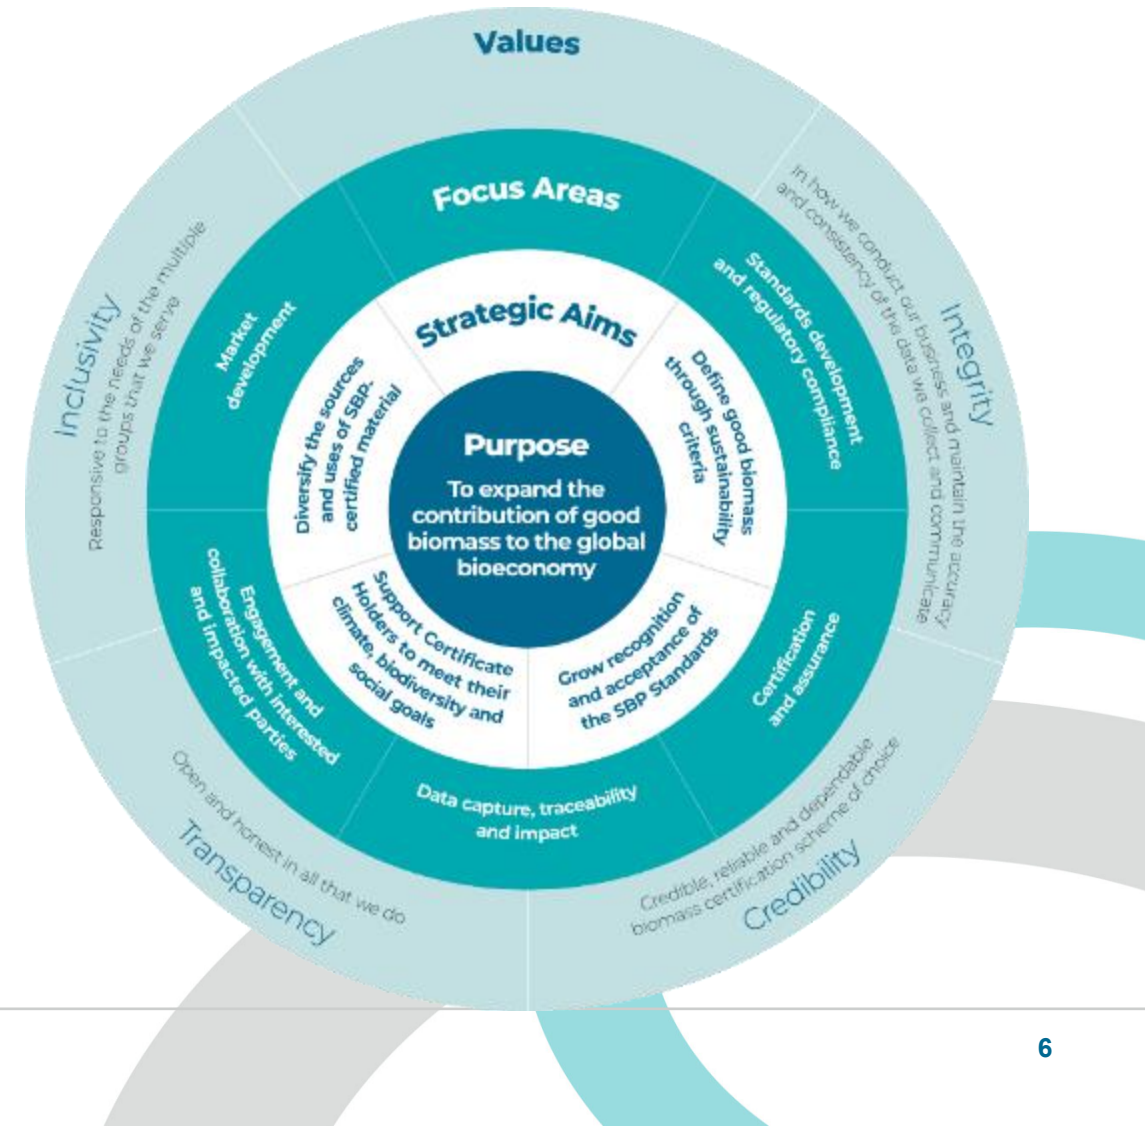 Values
In how we conduct our business and maintain the accuracy
and consistency of the data we collect and communicate
Integrity
Credible, reliable and dependable
biomass certification scheme of choice
Credibility
Open and honest in all that we do
Transparency
Inclusivity
Responsive to the needs of the multiple
groups that we serve
Focus Areas
Standards development
and regulatory compliance
Certification
and assurance
Data capture, traceability
and impact
Engagement and
collaboration with interested
and impacted parties
Market
development
Strategic Aims
Define good biomass
through sustainability
criteria
Grow recognition
and acceptance of
the SBP Standards
Support Certificate
Holders to meet their
climate, biodiversity and
social goals
Diversify the sources
and uses of SBP-
certified material
Purpose
To expand the
contribution of good
biomass to the global
bioeconomy
6